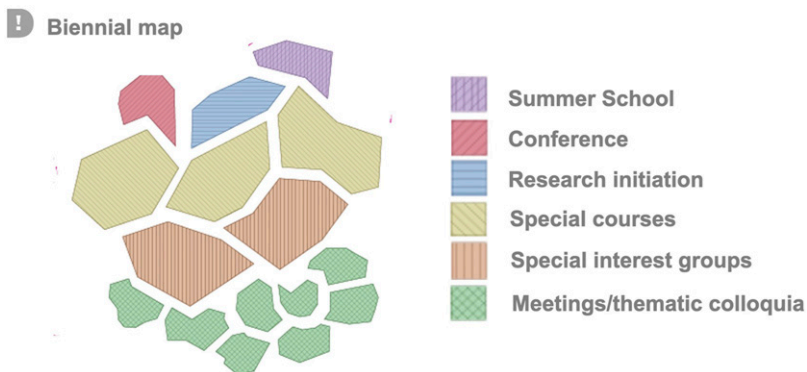 ! Biennial map
Summer School
Conference
Research initiation
Special courses
Special interest groups
Meetings/thematic colloquia